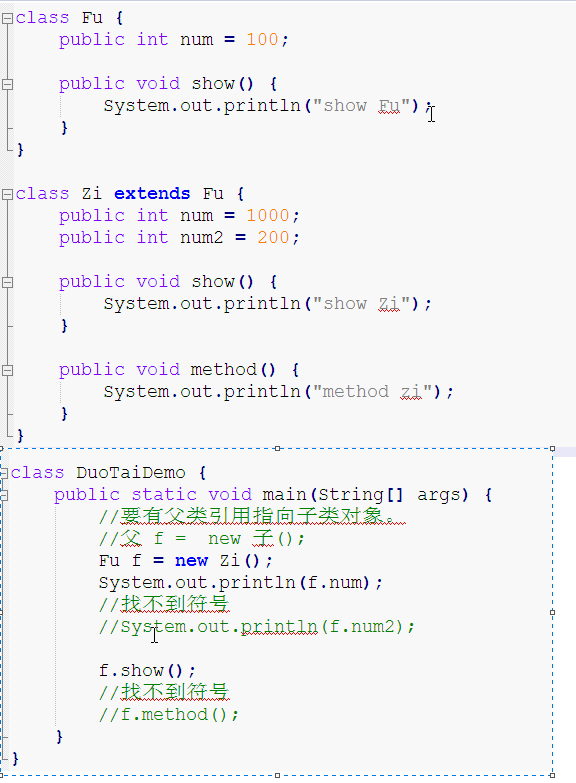 class Fu {
public int num = 100;
public void show() {
System.out.println("show Fu");
}
}
class Zi extends Fu {
public int num = 1000;
public int num2 = 200;
public void show() {
System.out.println("show Zi");
}
public void method() {
System.out.println("method zi");
}
}
class DuoTaiDemo {
public static void main(String[] args) {
//要有父类引用指向子类对象。
//父 f =  new 子();
Fu f = new Zi();
System.out.println(f.num);
//找不到符号
//System.out.println(f.num2);
f.show();
//找不到符号
//f.method();
}
}